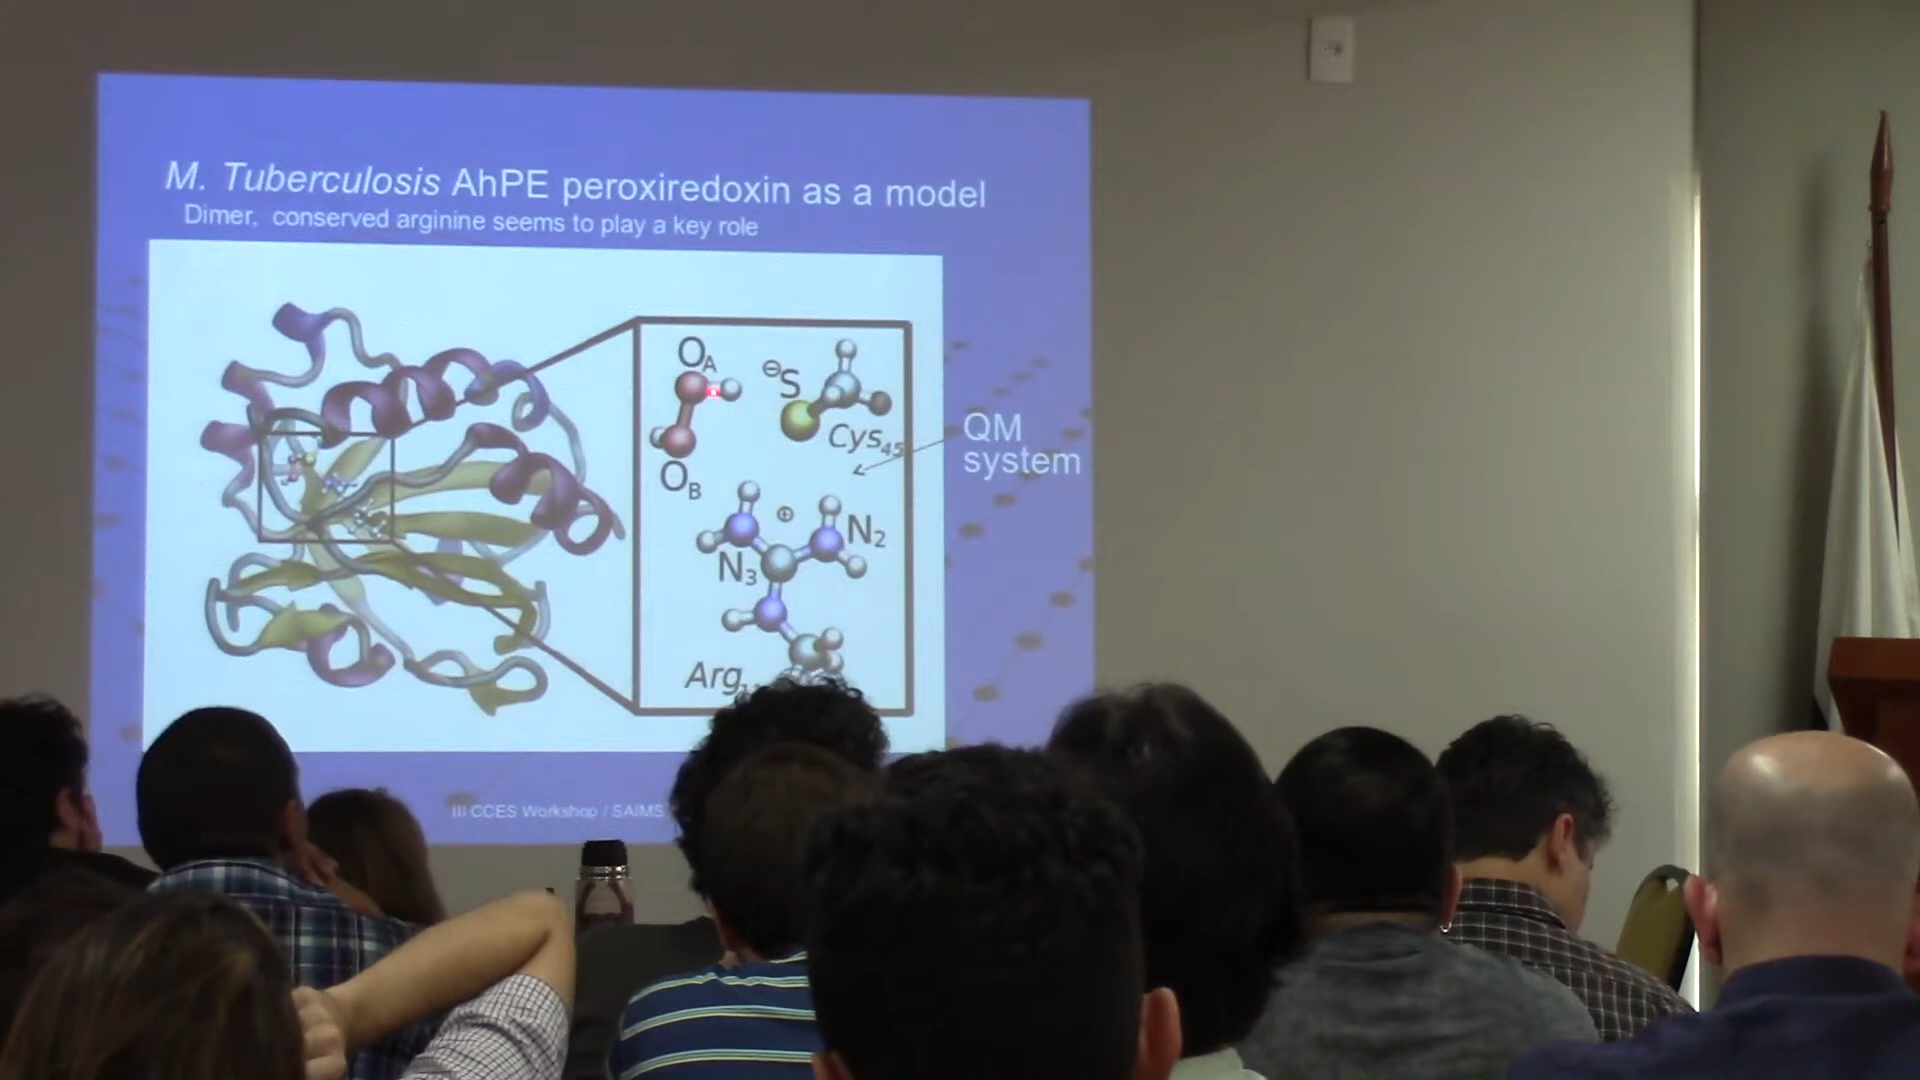 M. Tuberculosis AhPE peroxiredoxin as a model
Dimer, conserved arginine seems to play a key role
OA
⊖S
Cys45
OB
QM
system
⊕
N2
N3
Arg
III CCES Workshop / SAIMS